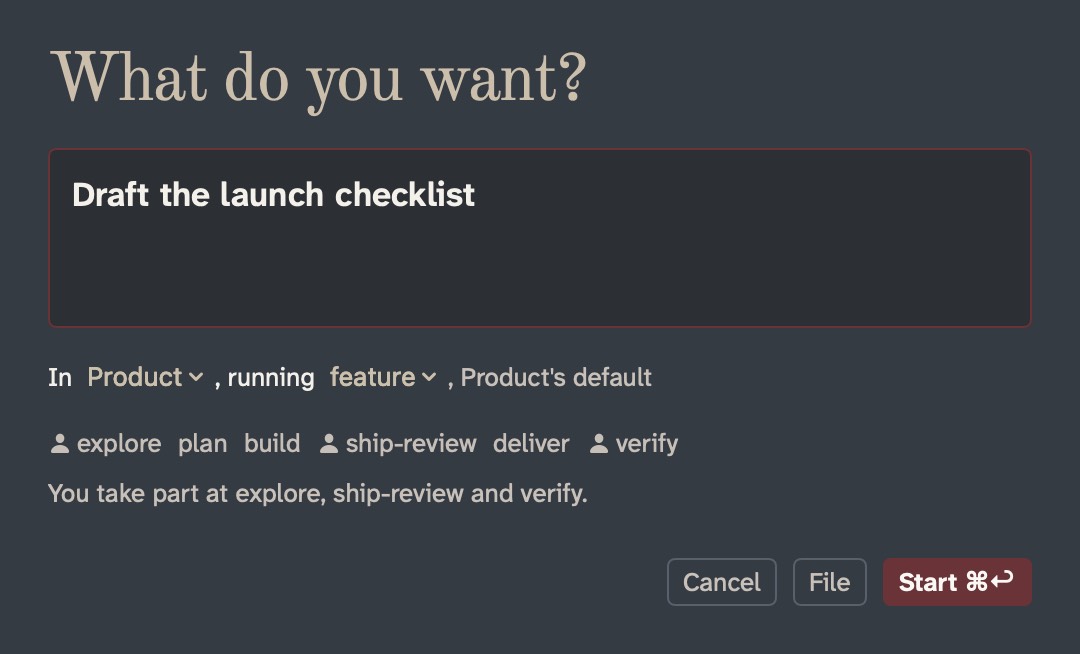 What do you want?
Draft the launch checklist
In Product , running feature , Product's default
explore plan build ship-review deliver verify
You take part at explore, ship-review and verify.
Cancel File Start ⌘↩